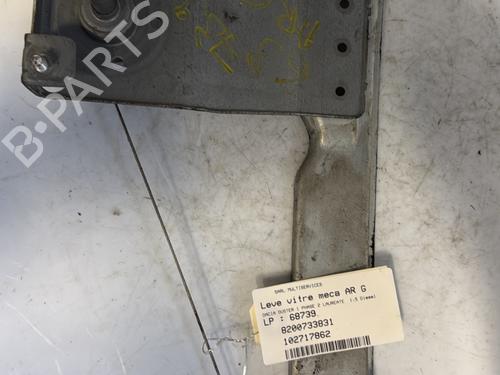 B-PARTS
SARL MULTISERVICES
Leve vitre meca AR G
DACIA DUSTER 1 PHASE 2 LAUREATE (1.5 Diesel)
LP : 68739
8200733831
102717862